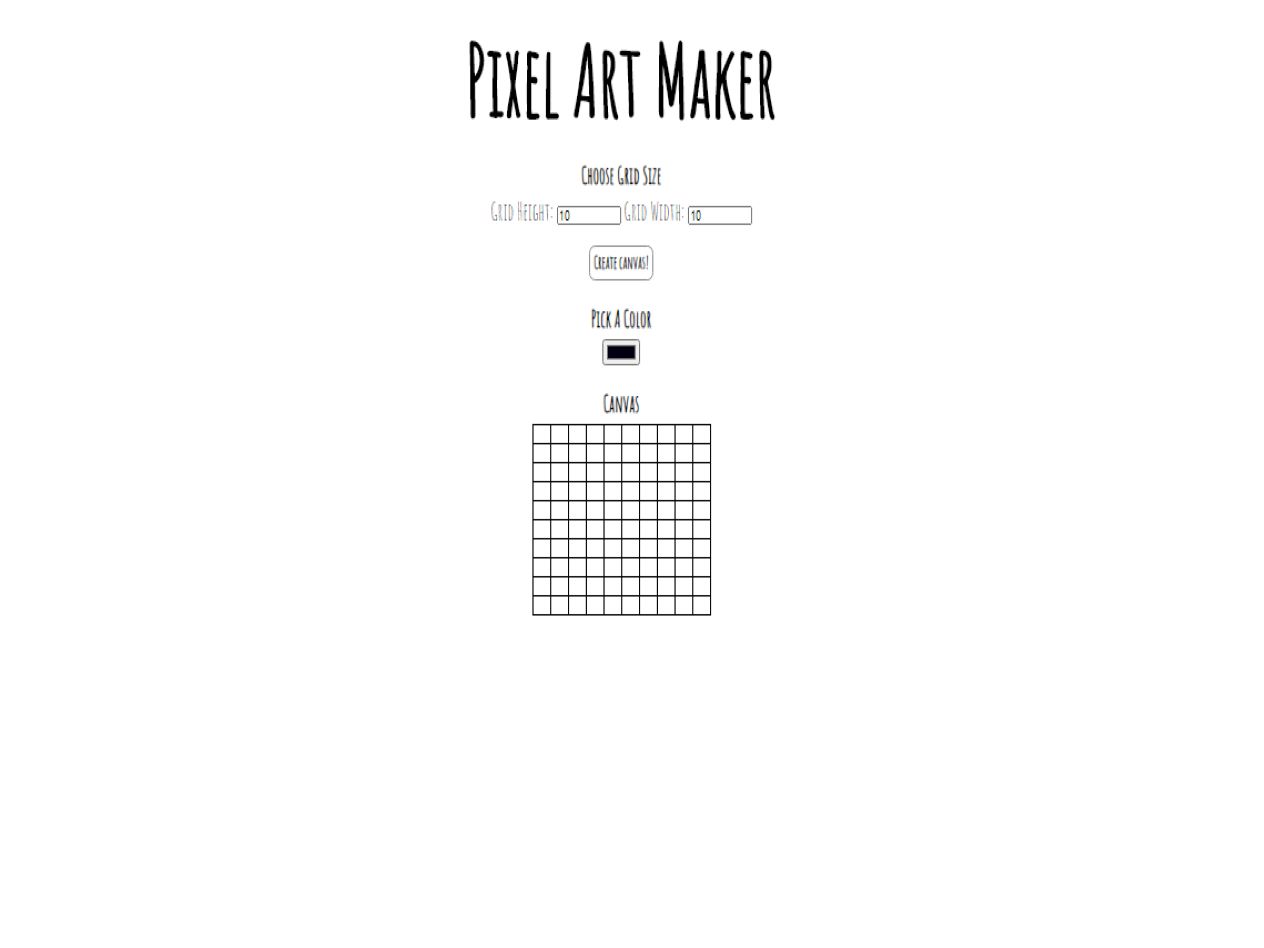 Pixel Art Maker
Choose Grid Size
Grid Height: 10 Grid Width: 10
Create canvas!
Pick A Color
Canvas